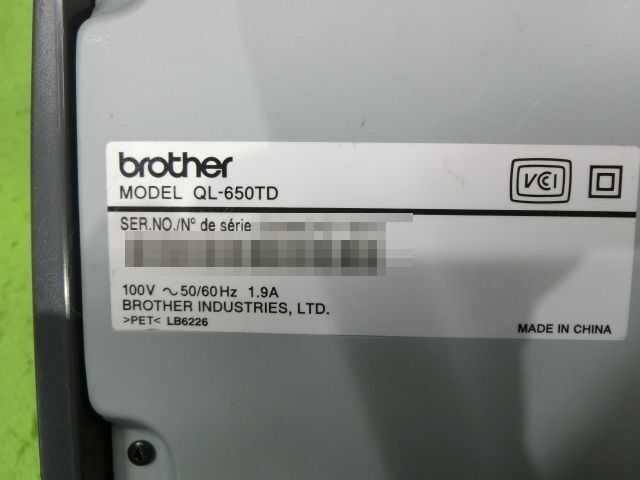 brother
MODEL QL-650TD
VCCI
SER.NO./N° de série
100V ～50/60Hz 1.9A
BROTHER INDUSTRIES, LTD.
>PET< LB6226
MADE IN CHINA